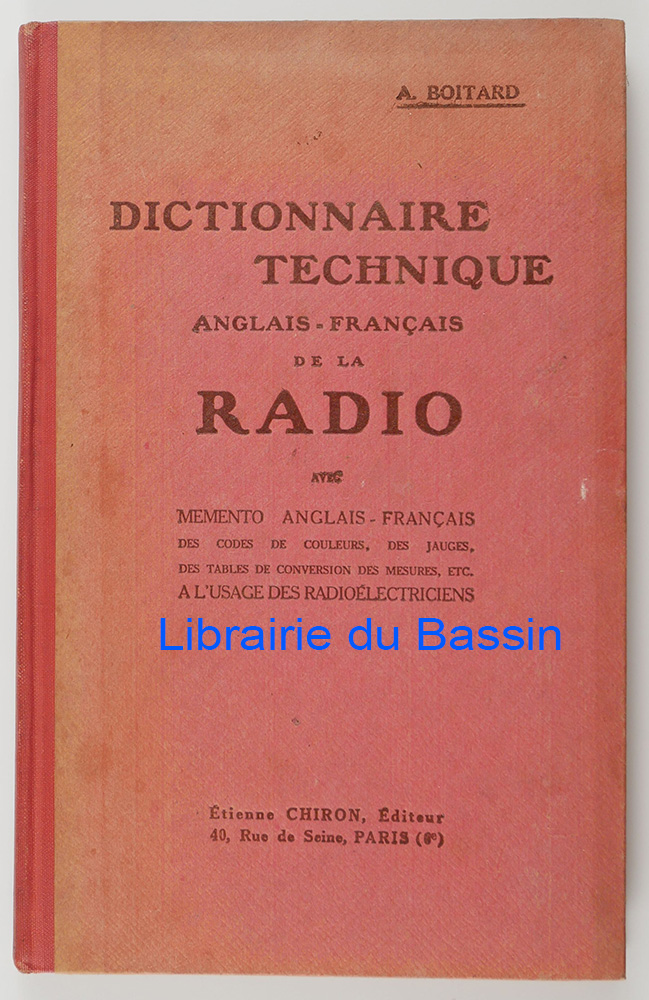 A. BOITARD
DICTIONNAIRE
TECHNIQUE
ANGLAIS-FRANÇAIS
DE LA
RADIO
AVEC
MEMENTO ANGLAIS-FRANÇAIS
DES CODES DE COULEURS, DES JAUGES,
DES TABLES DE CONVERSION DES MESURES, ETC.
A L'USAGE DES RADIOÉLECTRICIENS
Librairie du Bassin
Étienne CHIRON, Éditeur
40, Rue de Seine, PARIS (6e)